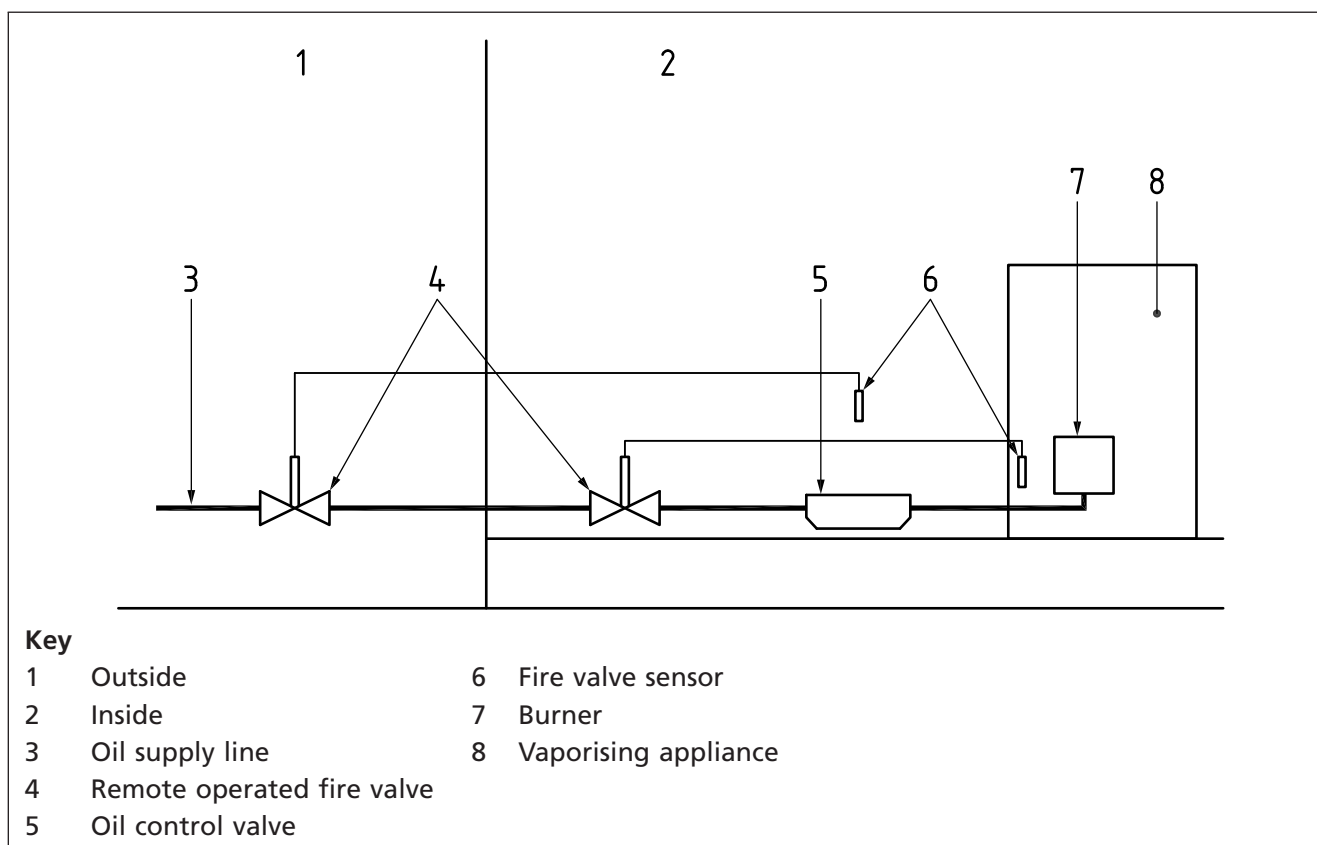 1 2
7 8
3 4 5 6
Key
1 Outside
2 Inside
3 Oil supply line
4 Remote operated fire valve
5 Oil control valve
6 Fire valve sensor
7 Burner
8 Vaporising appliance